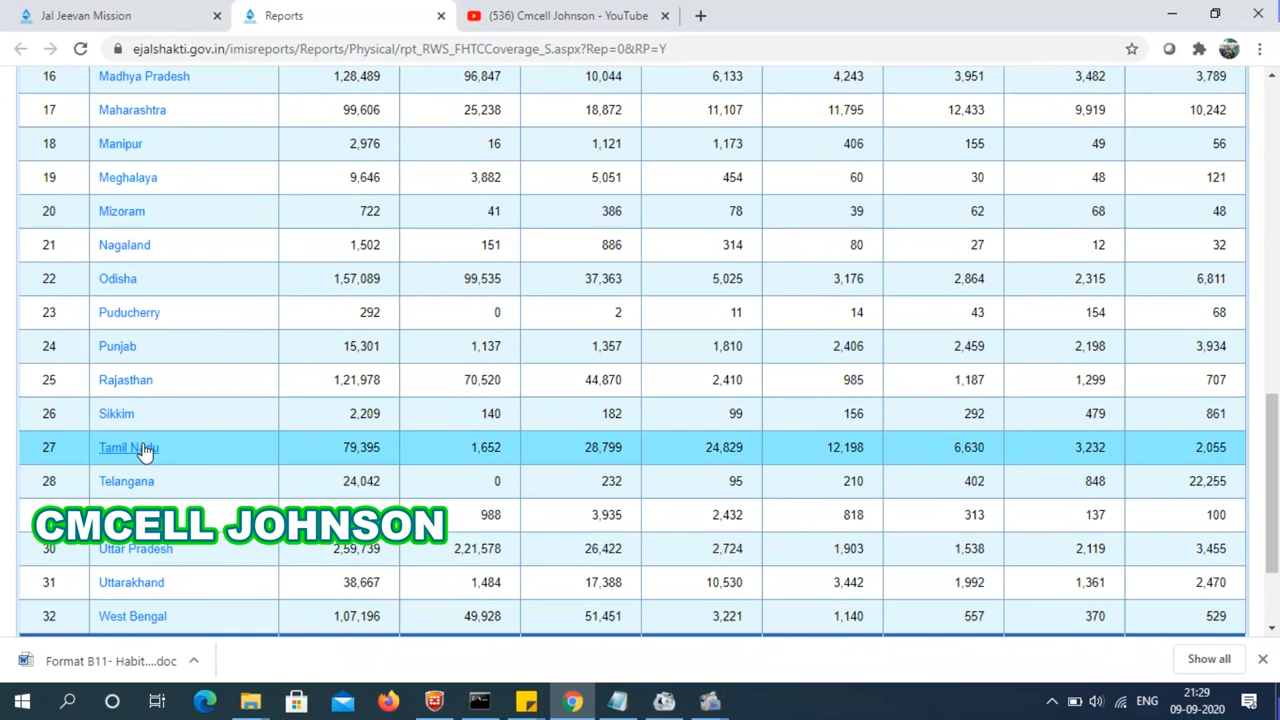 Jal Jeevan Mission
Reports
(536) Cmcell Johnson - YouTube
ejalshakti.gov.in/imisreports/Reports/Physical/rpt_RWS_FHTCCoverage_S.aspx?Rep=0&RP=Y
16 Madhya Pradesh 1,28,489 96,847 10,044 6,133 4,243 3,951 3,482 3,789
17 Maharashtra 99,606 25,238 18,872 11,107 11,795 12,433 9,919 10,242
18 Manipur 2,976 16 1,121 1,173 406 155 49 56
19 Meghalaya 9,646 3,882 5,051 454 60 30 48 121
20 Mizoram 722 41 386 78 39 62 68 48
21 Nagaland 1,502 151 886 314 80 27 12 32
22 Odisha 1,57,089 99,535 37,363 5,025 3,176 2,864 2,315 6,811
23 Puducherry 292 0 2 11 14 43 154 68
24 Punjab 15,301 1,137 1,357 1,810 2,406 2,459 2,198 3,934
25 Rajasthan 1,21,978 70,520 44,870 2,410 985 1,187 1,299 707
26 Sikkim 2,209 140 182 99 156 292 479 861
27 Tamil Nadu 79,395 1,652 28,799 24,829 12,198 6,630 3,232 2,055
28 Telangana 24,042 0 232 95 210 402 848 22,255
CMCELL JOHNSON 988 3,935 2,432 818 313 137 100
30 Uttar Pradesh 2,59,739 2,21,578 26,422 2,724 1,903 1,538 2,119 3,455
31 Uttarakhand 38,667 1,484 17,388 10,530 3,442 1,992 1,361 2,470
32 West Bengal 1,07,196 49,928 51,451 3,221 1,140 557 370 529
Format B11- Habit....doc
Show all
ENG
21:29
09-09-2020